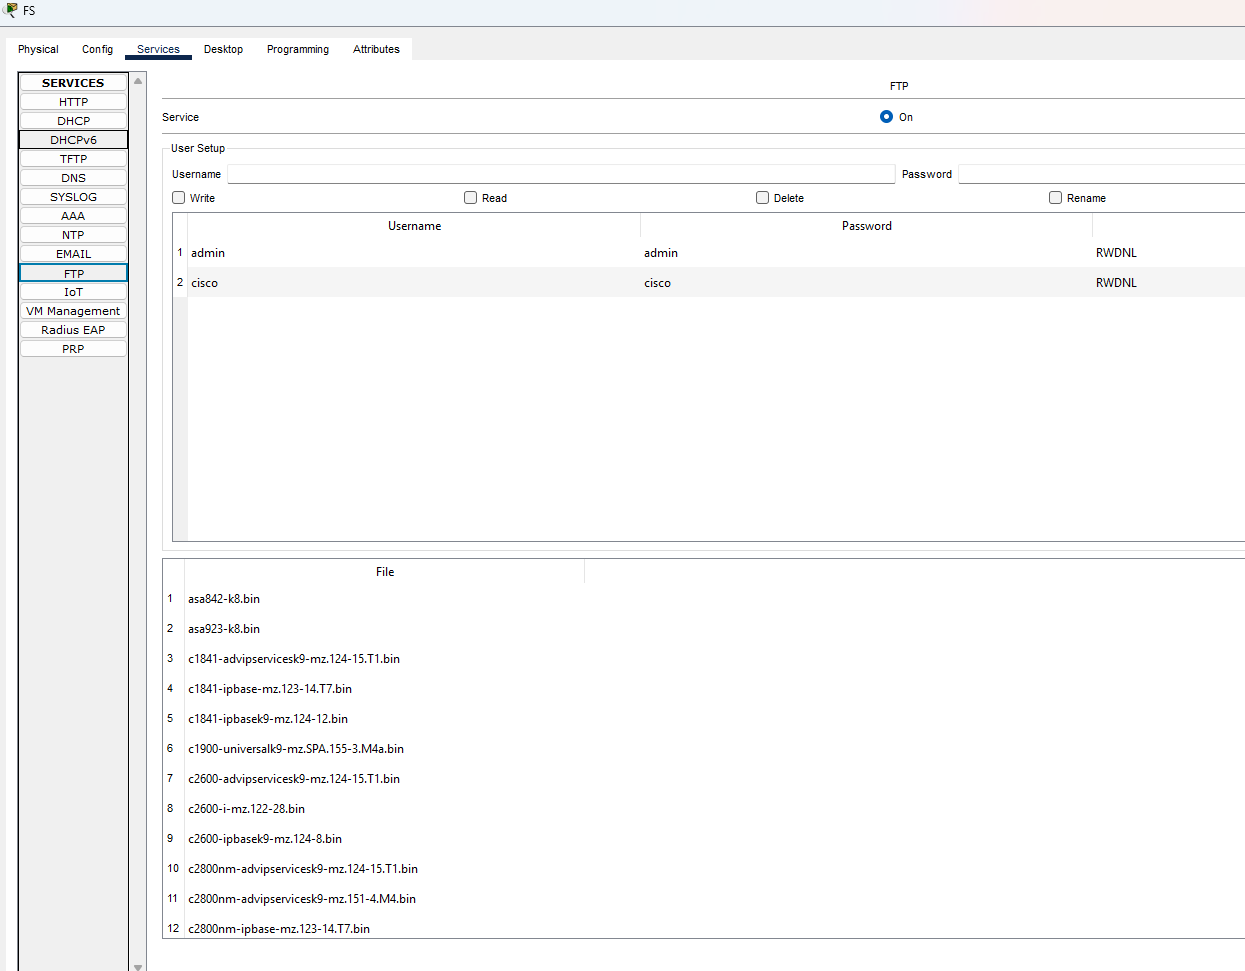 FS
Physical Config Services Desktop Programming Attributes
SERVICES
HTTP
DHCP
DHCPv6
TFTP
DNS
SYSLOG
AAA
NTP
EMAIL
FTP
IoT
VM Management
Radius EAP
PRP
FTP
Service On
User Setup
Username Password
Write Read Delete Rename
Username Password
1 admin admin RWDNL
2 cisco cisco RWDNL
File
1 asa842-k8.bin
2 asa923-k8.bin
3 c1841-advipservicesk9-mz.124-15.T1.bin
4 c1841-ipbase-mz.123-14.T7.bin
5 c1841-ipbasek9-mz.124-12.bin
6 c1900-universalk9-mz.SPA.155-3.M4a.bin
7 c2600-advipservicesk9-mz.124-15.T1.bin
8 c2600-i-mz.122-28.bin
9 c2600-ipbasek9-mz.124-8.bin
10 c2800nm-advipservicesk9-mz.124-15.T1.bin
11 c2800nm-advipservicesk9-mz.151-4.M4.bin
12 c2800nm-ipbase-mz.123-14.T7.bin